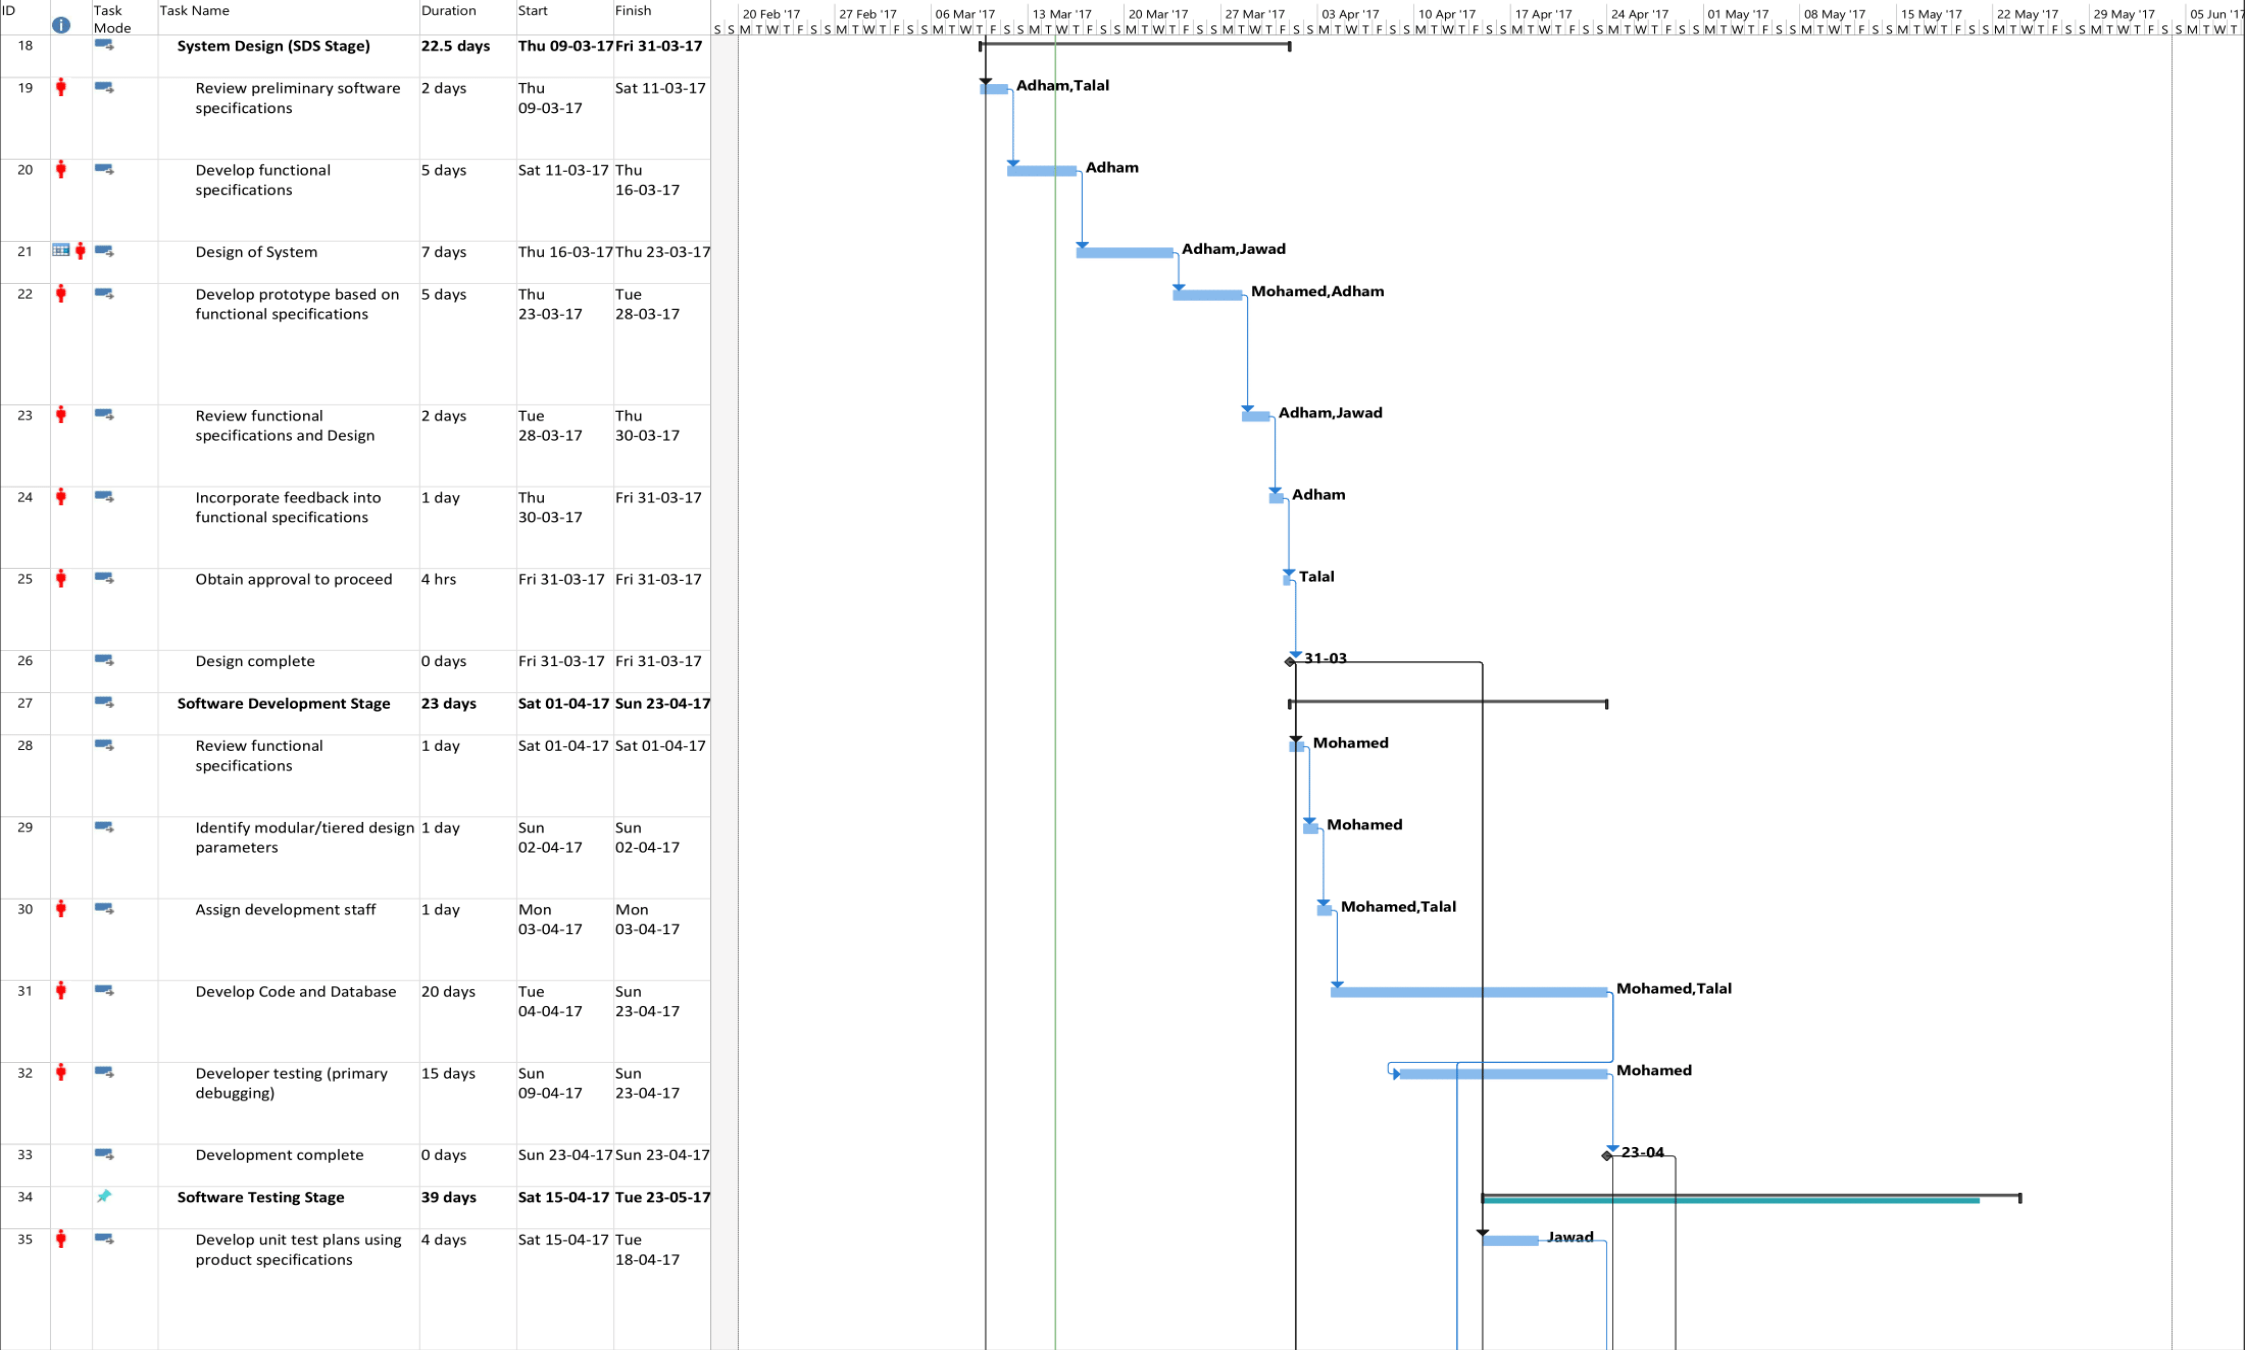 ID Task Mode Task Name Duration Start Finish
20 Feb '17 27 Feb '17 06 Mar '17 13 Mar '17 20 Mar '17 27 Mar '17 03 Apr '17 10 Apr '17 17 Apr '17 24 Apr '17 01 May '17 08 May '17 15 May '17 22 May '17 29 May '17 05 Jun '17
S S M T W T F S S M T W T F S S M T W T F S S M T W T F S S M T W T F S S M T W T F S S M T W T F S S M T W T F S S M T W T F S S M T W T F S S M T W T F S S M T W T F S S M T W T F S S M T W T F S S M T W T F S S M T W T
18 System Design (SDS Stage) 22.5 days Thu 09-03-17 Fri 31-03-17
19 Review preliminary software specifications 2 days Thu 09-03-17 Sat 11-03-17 Adham,Talal
20 Develop functional specifications 5 days Sat 11-03-17 Thu 16-03-17 Adham
21 Design of System 7 days Thu 16-03-17 Thu 23-03-17 Adham,Jawad
22 Develop prototype based on functional specifications 5 days Thu 23-03-17 Tue 28-03-17 Mohamed,Adham
23 Review functional specifications and Design 2 days Tue 28-03-17 Thu 30-03-17 Adham,Jawad
24 Incorporate feedback into functional specifications 1 day Thu 30-03-17 Fri 31-03-17 Adham
25 Obtain approval to proceed 4 hrs Fri 31-03-17 Fri 31-03-17 Talal
26 Design complete 0 days Fri 31-03-17 Fri 31-03-17 31-03
27 Software Development Stage 23 days Sat 01-04-17 Sun 23-04-17
28 Review functional specifications 1 day Sat 01-04-17 Sat 01-04-17 Mohamed
29 Identify modular/tiered design parameters 1 day Sun 02-04-17 Sun 02-04-17 Mohamed
30 Assign development staff 1 day Mon 03-04-17 Mon 03-04-17 Mohamed,Talal
31 Develop Code and Database 20 days Tue 04-04-17 Sun 23-04-17 Mohamed,Talal
32 Developer testing (primary debugging) 15 days Sun 09-04-17 Sun 23-04-17 Mohamed
33 Development complete 0 days Sun 23-04-17 Sun 23-04-17 23-04
34 Software Testing Stage 39 days Sat 15-04-17 Tue 23-05-17
35 Develop unit test plans using product specifications 4 days Sat 15-04-17 Tue 18-04-17 Jawad